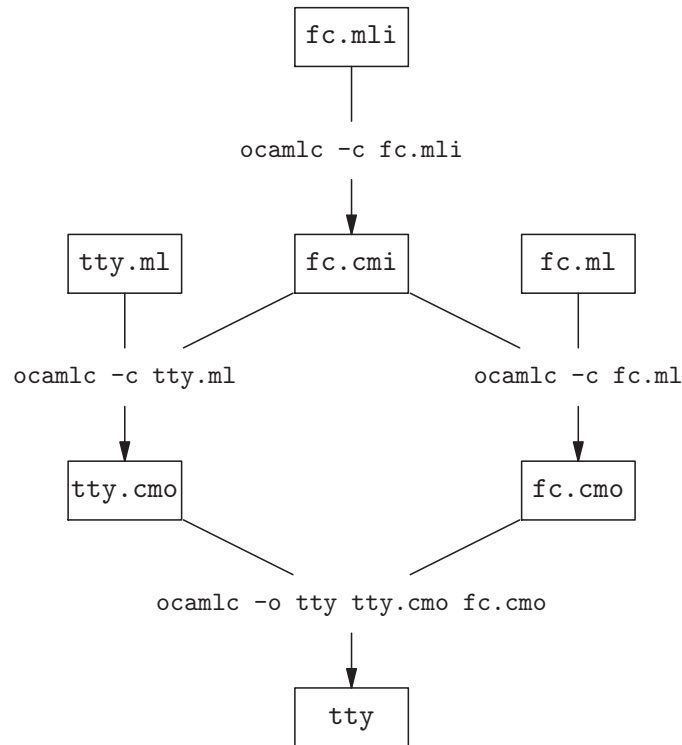 fc.mli
ocamlc -c fc.mli
tty.ml
fc.cmi
fc.ml
ocamlc -c tty.ml
ocamlc -c fc.ml
tty.cmo
fc.cmo
ocamlc -o tty tty.cmo fc.cmo
tty